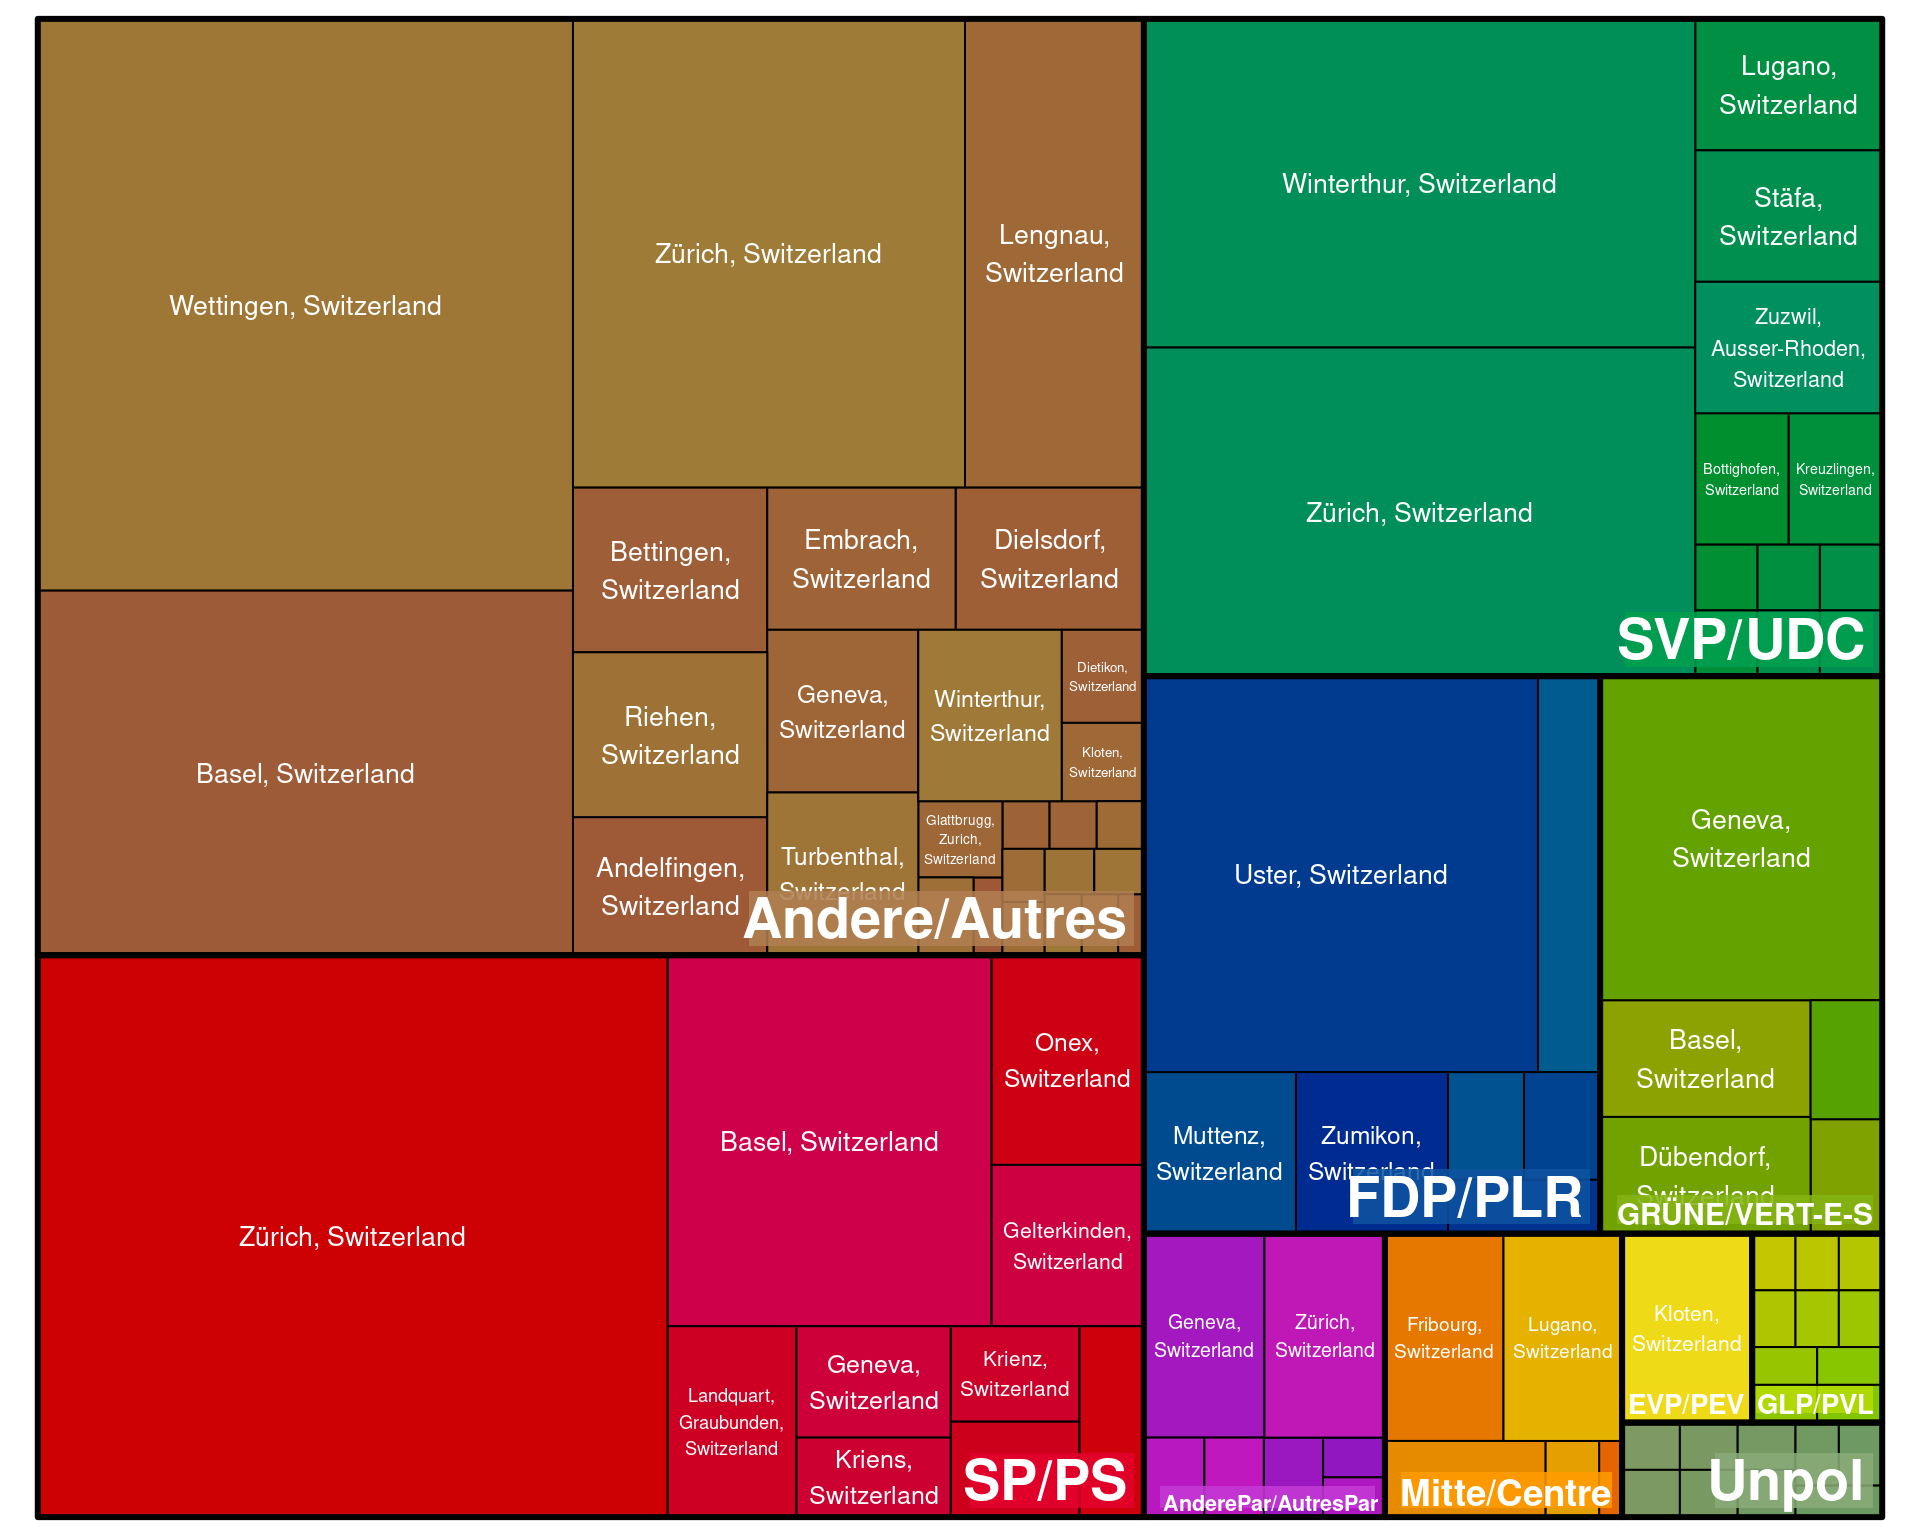 Wettingen, Switzerland
Zürich, Switzerland
Lengnau,
Switzerland
Basel, Switzerland
Bettingen,
Switzerland
Embrach,
Switzerland
Dielsdorf,
Switzerland
Riehen,
Switzerland
Geneva,
Switzerland
Winterthur,
Switzerland
Dietikon,
Switzerland
Kloten,
Switzerland
Andelfingen,
Switzerland
Turbenthal,
Switzerland
Glattbrugg,
Zurich,
Switzerland
Andere/Autres
Winterthur, Switzerland
Lugano,
Switzerland
Stäfa,
Switzerland
Zuzwil,
Ausser-Rhoden,
Switzerland
Zürich, Switzerland
Bottighofen,
Switzerland
Kreuzlingen,
Switzerland
SVP/UDC
Zürich, Switzerland
Basel, Switzerland
Onex,
Switzerland
Gelterkinden,
Switzerland
Landquart,
Graubunden,
Switzerland
Geneva,
Switzerland
Krienz,
Switzerland
Kriens,
Switzerland
SP/PS
Uster, Switzerland
Muttenz,
Switzerland
Zumikon,
Switzerland
FDP/PLR
Geneva,
Switzerland
Basel,
Switzerland
Dübendorf,
Switzerland
GRÜNE/VERT-E-S
Geneva,
Switzerland
Zürich,
Switzerland
AnderePar/AutresPar
Fribourg,
Switzerland
Lugano,
Switzerland
Mitte/Centre
Kloten,
Switzerland
EVP/PEV
GLP/PVL
Unpol